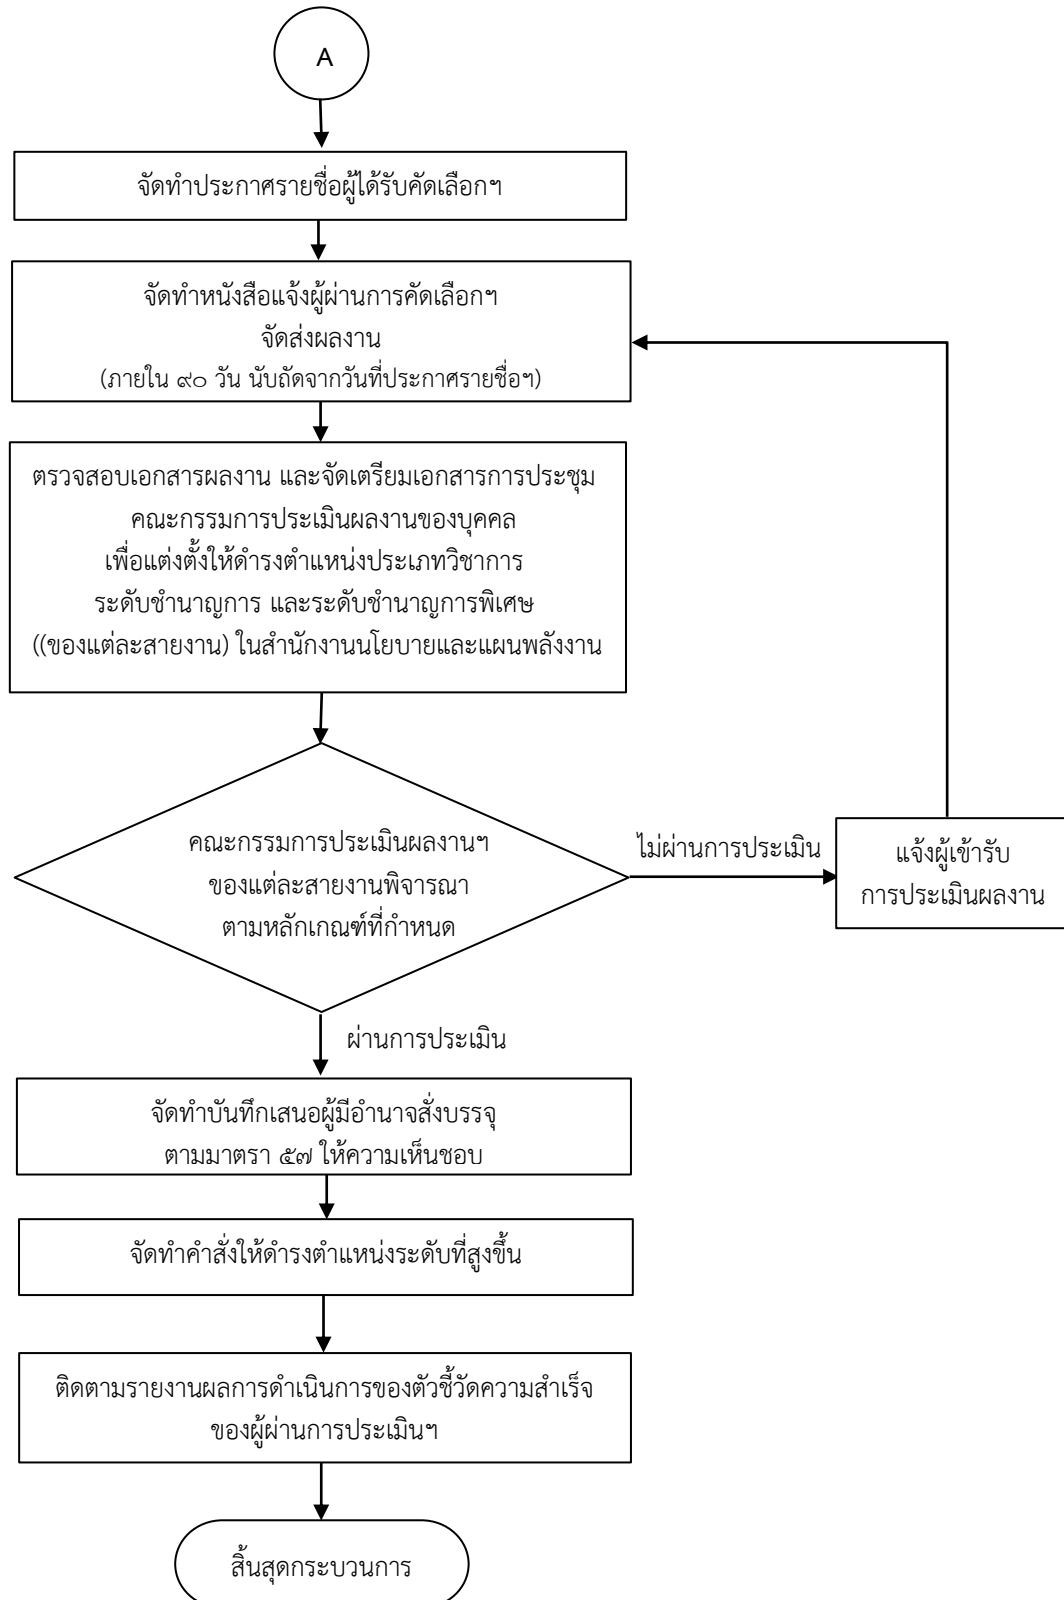 A
จัดทำประกาศรายชื่อผู้ได้รับคัดเลือกฯ
จัดทำหนังสือแจ้งผู้ผ่านการคัดเลือกฯ
จัดส่งผลงาน
(ภายใน ๙๐ วัน นับถัดจากวันที่ประกาศรายชื่อฯ)
ตรวจสอบเอกสารผลงาน และจัดเตรียมเอกสารการประชุม
คณะกรรมการประเมินผลงานของบุคคล
เพื่อแต่งตั้งให้ดำรงตำแหน่งประเภทวิชาการ
ระดับชำนาญการ และระดับชำนาญการพิเศษ
((ของแต่ละสายงาน) ในสำนักงานนโยบายและแผนพลังงาน
คณะกรรมการประเมินผลงานฯ
ของแต่ละสายงานพิจารณา
ตามหลักเกณฑ์ที่กำหนด
ไม่ผ่านการประเมิน
แจ้งผู้เข้ารับ
การประเมินผลงาน
ผ่านการประเมิน
จัดทำบันทึกเสนอผู้มีอำนาจสั่งบรรจุ
ตามมาตรา ๕๗ ให้ความเห็นชอบ
จัดทำคำสั่งให้ดำรงตำแหน่งระดับที่สูงขึ้น
ติดตามรายงานผลการดำเนินการของตัวชี้วัดความสำเร็จ
ของผู้ผ่านการประเมินฯ
สิ้นสุดกระบวนการ